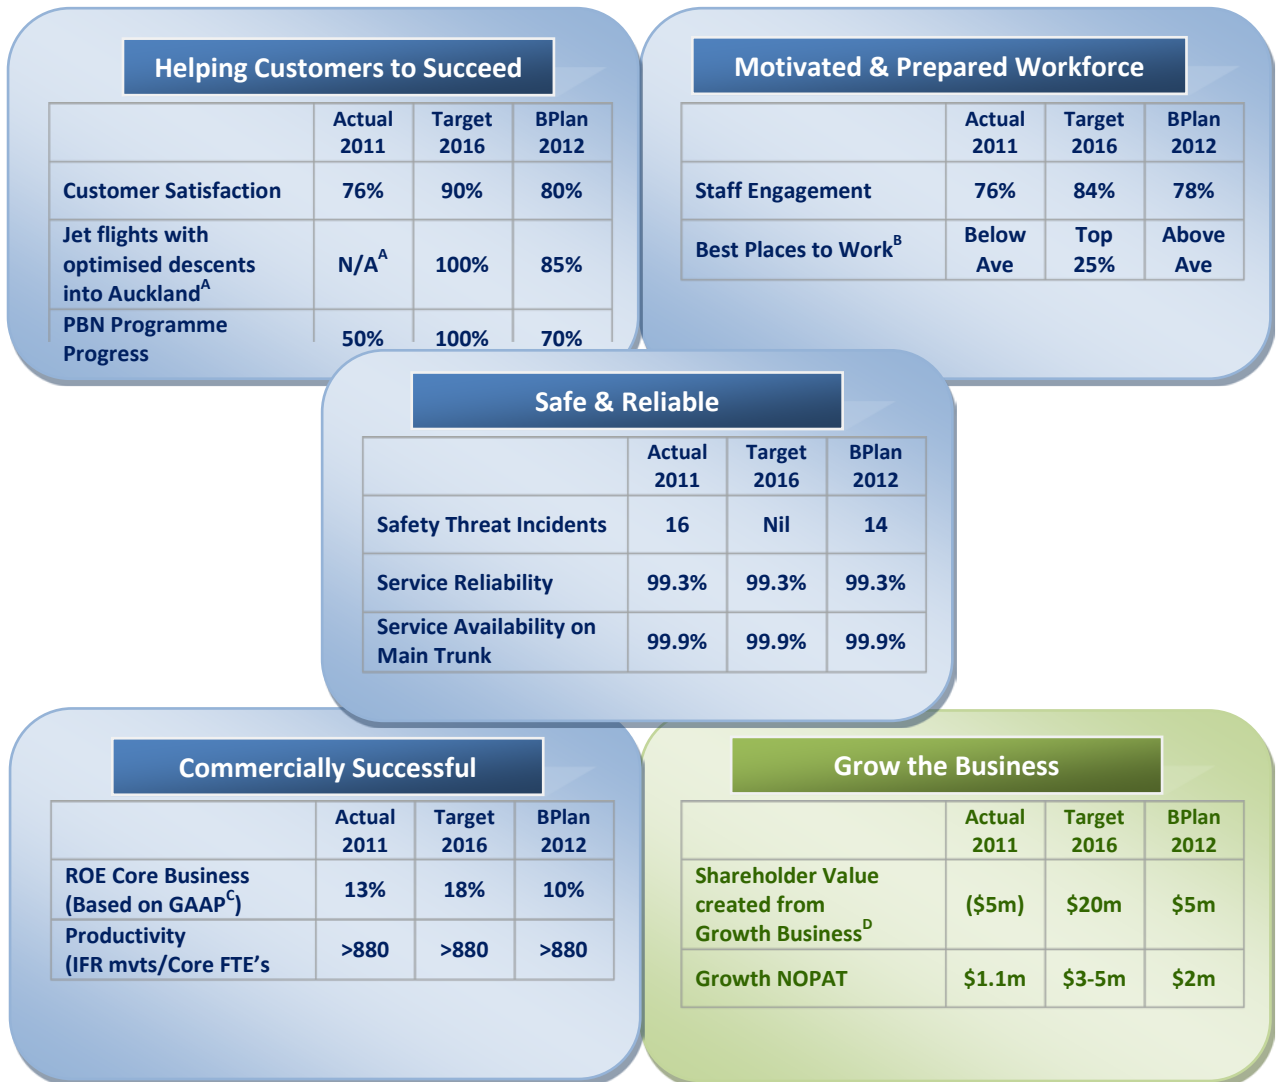 Helping Customers to Succeed
Actual 2011 Target 2016 BPlan 2012
Customer Satisfaction 76% 90% 80%
Jet flights with
optimised descents
into Auckland^A N/A^A 100% 85%
PBN Programme
Progress 50% 100% 70%
Motivated & Prepared Workforce
Actual 2011 Target 2016 BPlan 2012
Staff Engagement 76% 84% 78%
Best Places to Work^B Below Ave Top 25% Above Ave
Safe & Reliable
Actual 2011 Target 2016 BPlan 2012
Safety Threat Incidents 16 Nil 14
Service Reliability 99.3% 99.3% 99.3%
Service Availability on
Main Trunk 99.9% 99.9% 99.9%
Commercially Successful
Actual 2011 Target 2016 BPlan 2012
ROE Core Business
(Based on GAAP^C) 13% 18% 10%
Productivity
(IFR mvts/Core FTE's >880 >880 >880
Grow the Business
Actual 2011 Target 2016 BPlan 2012
Shareholder Value
created from
Growth Business^D ($5m) $20m $5m
Growth NOPAT $1.1m $3-5m $2m